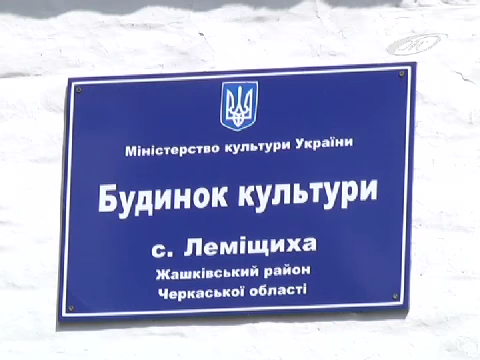 Міністерство культури України
Будинок культури
с. Леміщиха
Жашківський район
Черкаської області